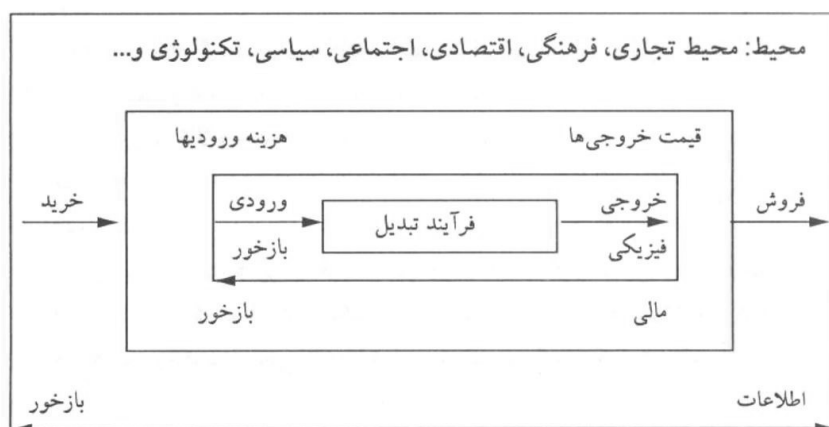 محیط: محیط تجاری، فرهنگی، اقتصادی، اجتماعی، سیاسی، تکنولوژی و...
قیمت خروجی‌ها
هزینه ورودیها
فروش
خروجی
فرآیند تبدیل
ورودی
خرید
فیزیکی
بازخور
مالی
بازخور
اطلاعات
بازخور